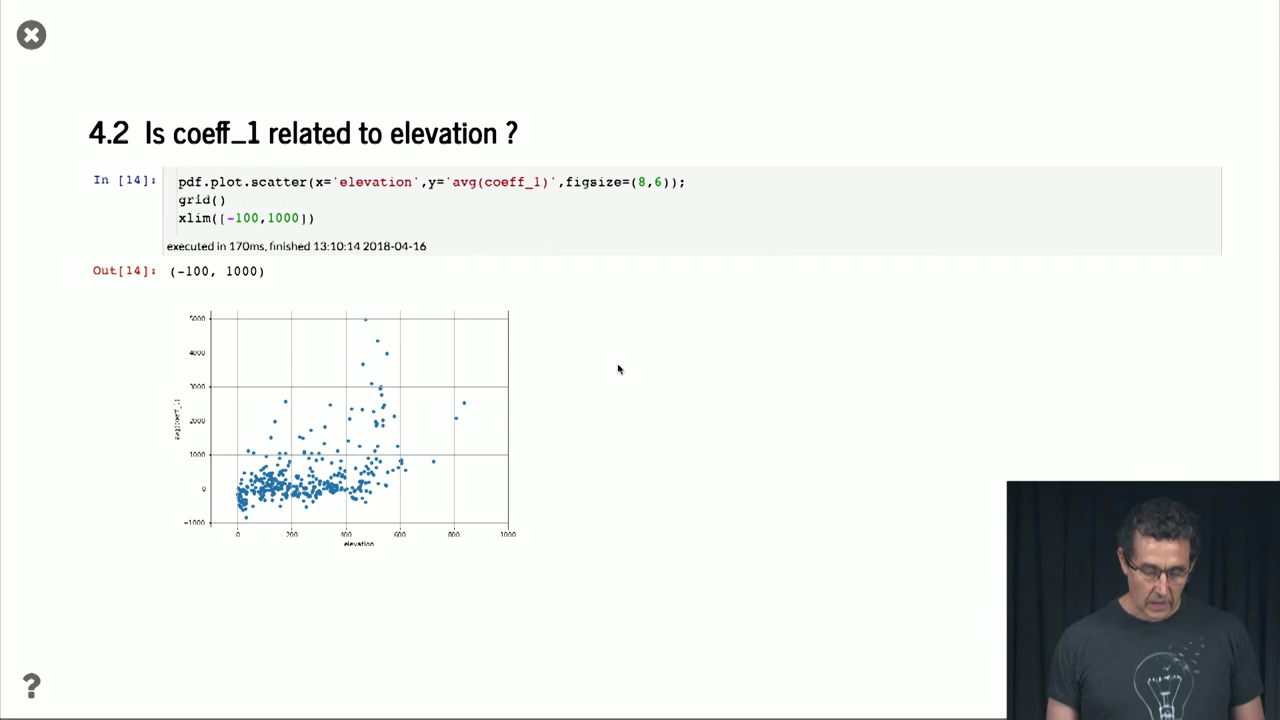 4.2 Is coeff_1 related to elevation ?
In [14]:
pdf.plot.scatter(x='elevation',y='avg(coeff_1)',figsize=(8,6));
grid()
xlim([-100,1000])
executed in 170ms, finished 13:10:14 2018-04-16
Out[14]: (-100, 1000)
5000
4000
3000
2000
1000
0
-1000
avg(coeff_1)
0 200 400 600 800 1000
elevation
?